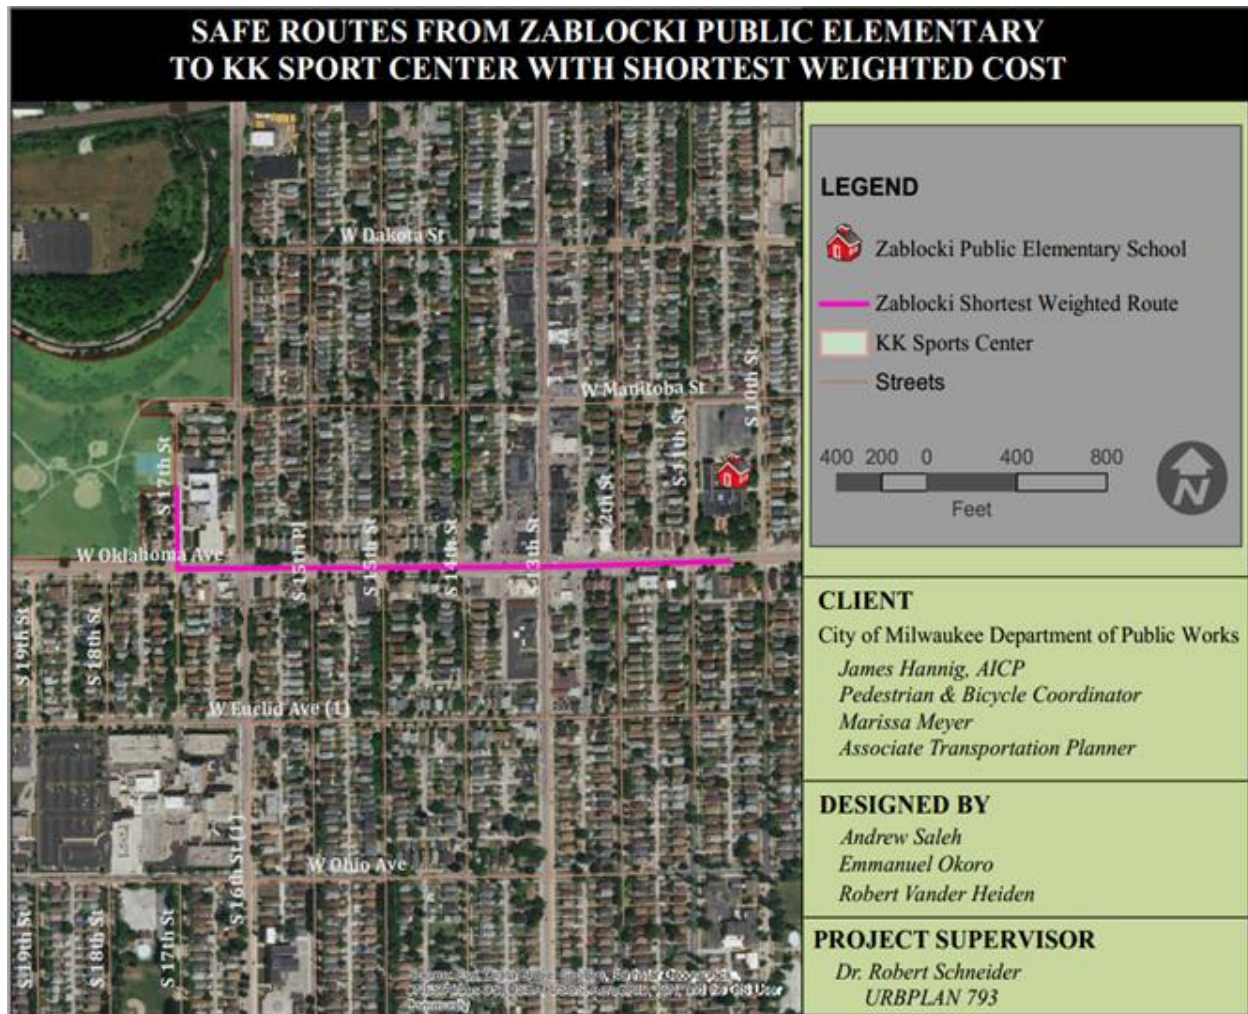 SAFE ROUTES FROM ZABLOCKI PUBLIC ELEMENTARY
TO KK SPORT CENTER WITH SHORTEST WEIGHTED COST
W Dakota St
W Manitoba St
S 10th St
S 11th St
S 17th St
W Oklahoma Ave
S 15th Pl
S 15th St
S 14th St
S 13th St
S 19th St
S 18th St
W Euclid Ave (1)
W Ohio Ave
S 16th St (1)
S 19th St
S 18th St
S 17th St
LEGEND
Zablocki Public Elementary School
Zablocki Shortest Weighted Route
KK Sports Center
Streets
400 200 0 400 800
Feet
N
CLIENT
City of Milwaukee Department of Public Works
James Hannig, AICP
Pedestrian & Bicycle Coordinator
Marissa Meyer
Associate Transportation Planner
DESIGNED BY
Andrew Saleh
Emmanuel Okoro
Robert Vander Heiden
PROJECT SUPERVISOR
Dr. Robert Schneider
URBPLAN 793